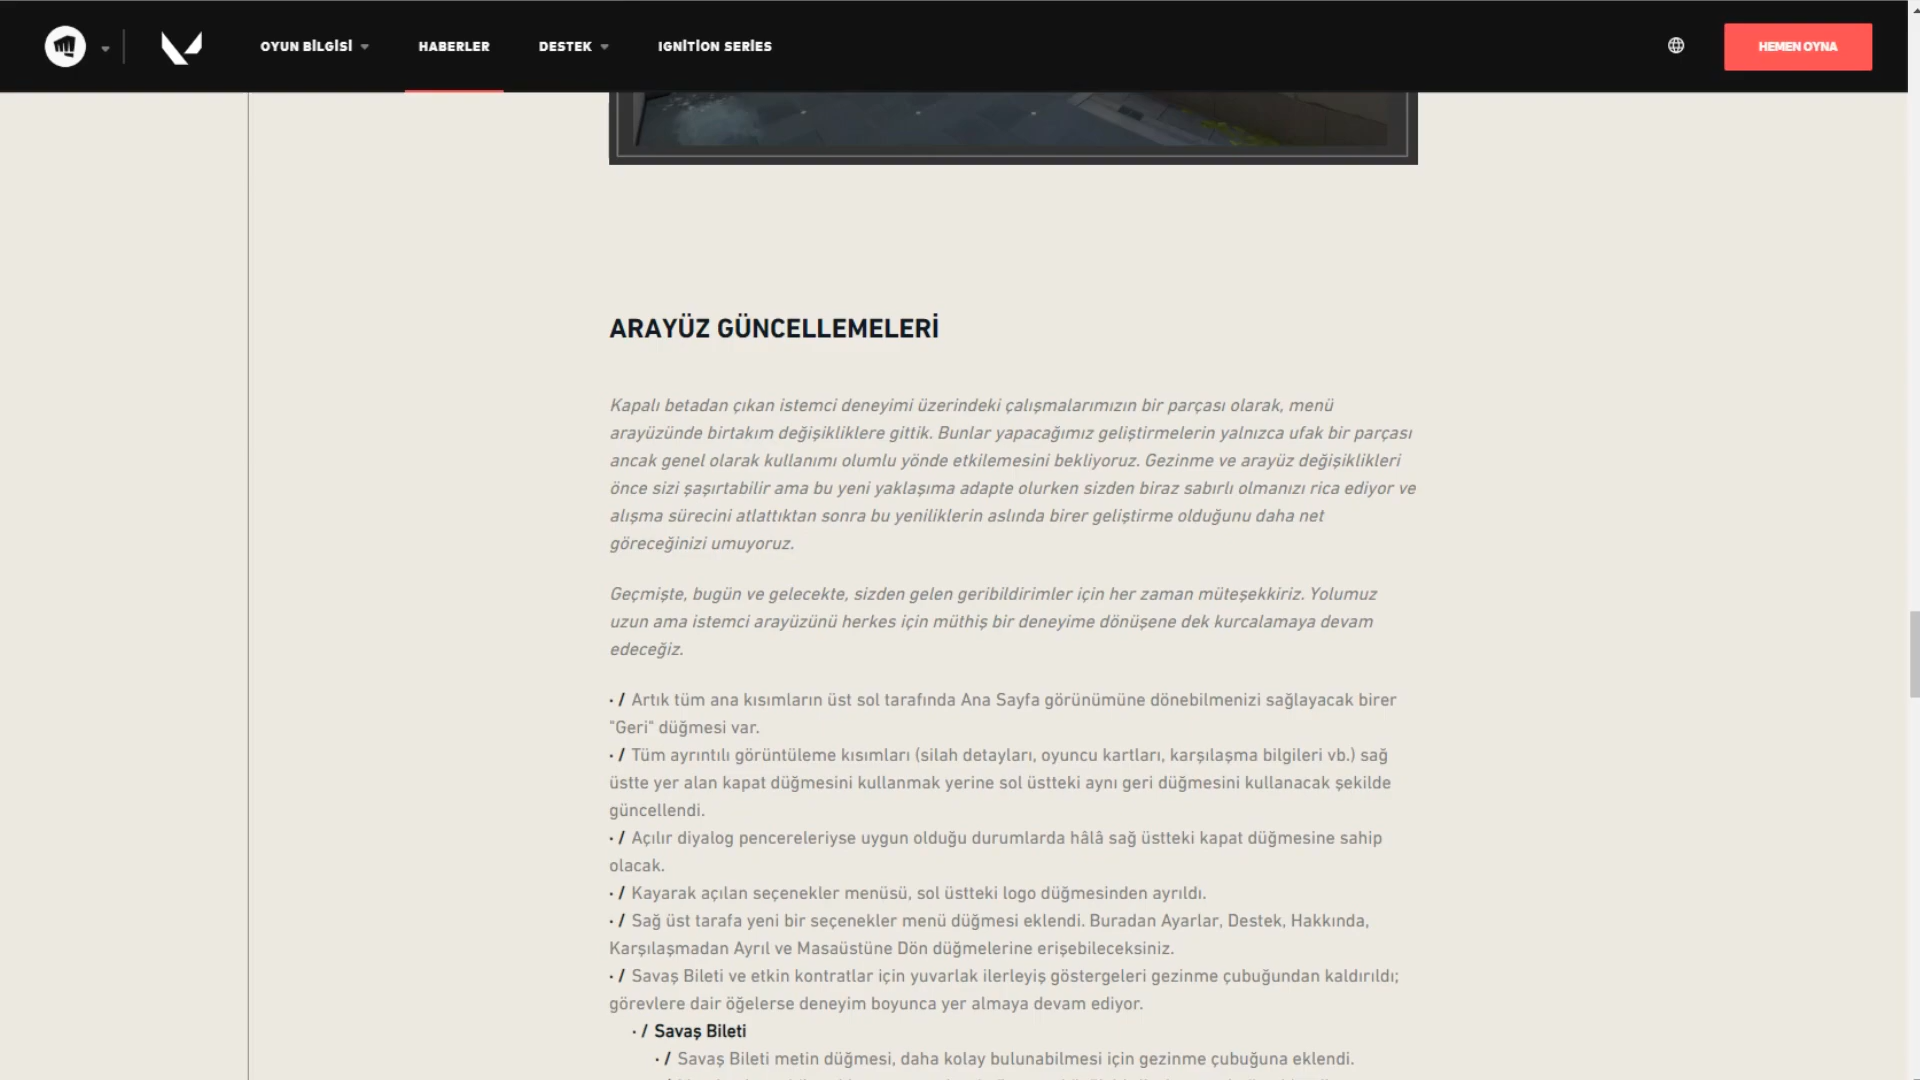 OYUN BİLGİSİ HABERLER DESTEK IGNİTİON SERİES HEMEN OYNA
ARAYÜZ GÜNCELLEMELERİ
Kapalı betadan çıkan istemci deneyimi üzerindeki çalışmalarımızın bir parçası olarak, menü
arayüzünde birtakım değişikliklere gittik. Bunlar yapacağımız geliştirmelerin yalnızca ufak bir parçası
ancak genel olarak kullanımı olumlu yönde etkilemesini bekliyoruz. Gezinme ve arayüz değişiklikleri
önce sizi şaşırtabilir ama bu yeni yaklaşıma adapte olurken sizden biraz sabırlı olmanızı rica ediyor ve
alışma sürecini atlattıktan sonra bu yeniliklerin aslında birer geliştirme olduğunu daha net
göreceğinizi umuyoruz.
Geçmişte, bugün ve gelecekte, sizden gelen geribildirimler için her zaman müteşekkiriz. Yolumuz
uzun ama istemci arayüzünü herkes için müthiş bir deneyime dönüşene dek kurcalamaya devam
edeceğiz.
· / Artık tüm ana kısımların üst sol tarafında Ana Sayfa görünümüne dönebilmenizi sağlayacak birer
"Geri" düğmesi var.
· / Tüm ayrıntılı görüntüleme kısımları (silah detayları, oyuncu kartları, karşılaşma bilgileri vb.) sağ
üstte yer alan kapat düğmesini kullanmak yerine sol üstteki aynı geri düğmesini kullanacak şekilde
güncellendi.
· / Açılır diyalog pencereleriyse uygun olduğu durumlarda hâlâ sağ üstteki kapat düğmesine sahip
olacak.
· / Kayarak açılan seçenekler menüsü, sol üstteki logo düğmesinden ayrıldı.
· / Sağ üst tarafa yeni bir seçenekler menü düğmesi eklendi. Buradan Ayarlar, Destek, Hakkında,
Karşılaşmadan Ayrıl ve Masaüstüne Dön düğmelerine erişebileceksiniz.
· / Savaş Bileti ve etkin kontratlar için yuvarlak ilerleyiş göstergeleri gezinme çubuğundan kaldırıldı;
görevlere dair öğelerse deneyim boyunca yer almaya devam ediyor.
· / Savaş Bileti
· / Savaş Bileti metin düğmesi, daha kolay bulunabilmesi için gezinme çubuğuna eklendi.